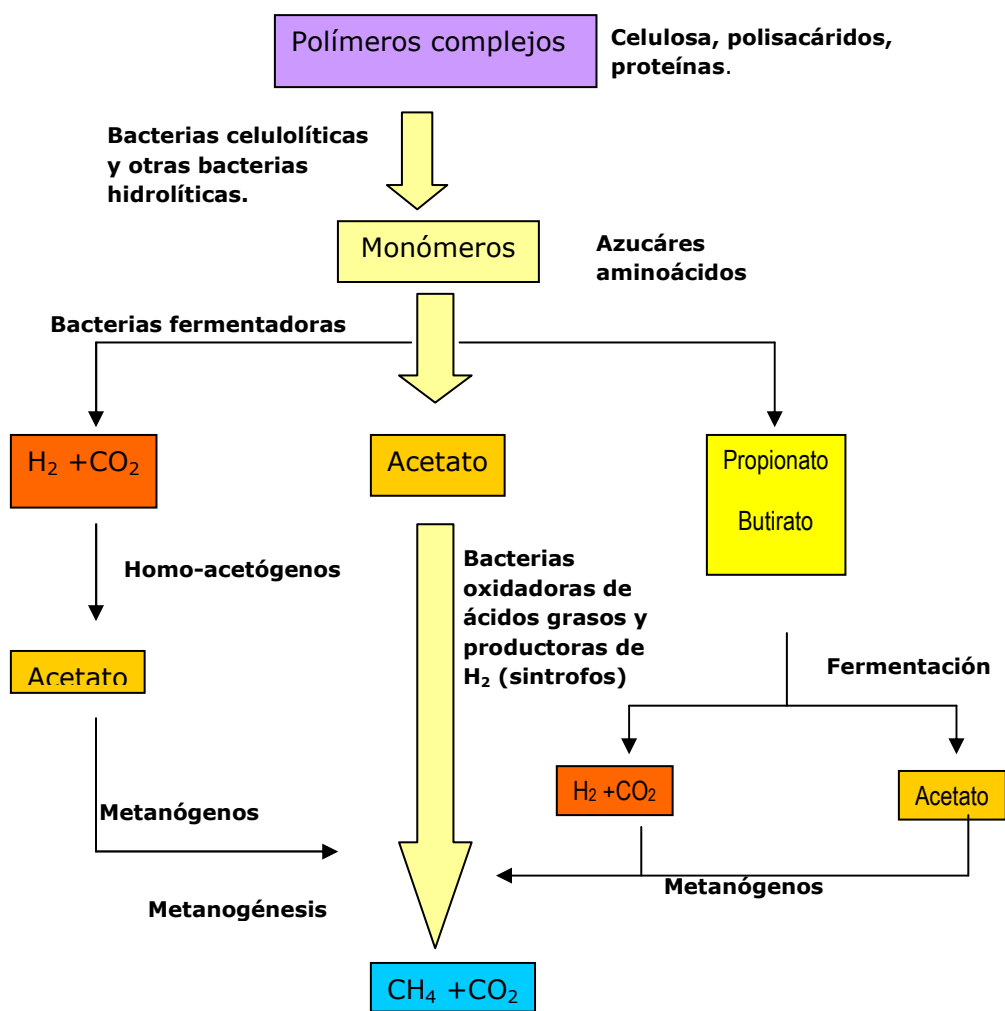 Polímeros complejos
Celulosa, polisacáridos,
proteínas.
Bacterias celulolíticas
y otras bacterias
hidrolíticas.
Monómeros
Azucáres
aminoácidos
Bacterias fermentadoras
H₂ +CO₂
Acetato
Propionato
Butirato
Homo-acetógenos
Bacterias
oxidadoras de
ácidos grasos y
productoras de
H₂ (sintrofos)
Acetato
Fermentación
H₂ +CO₂
Acetato
Metanógenos
Metanógenos
Metanogénesis
CH₄ +CO₂